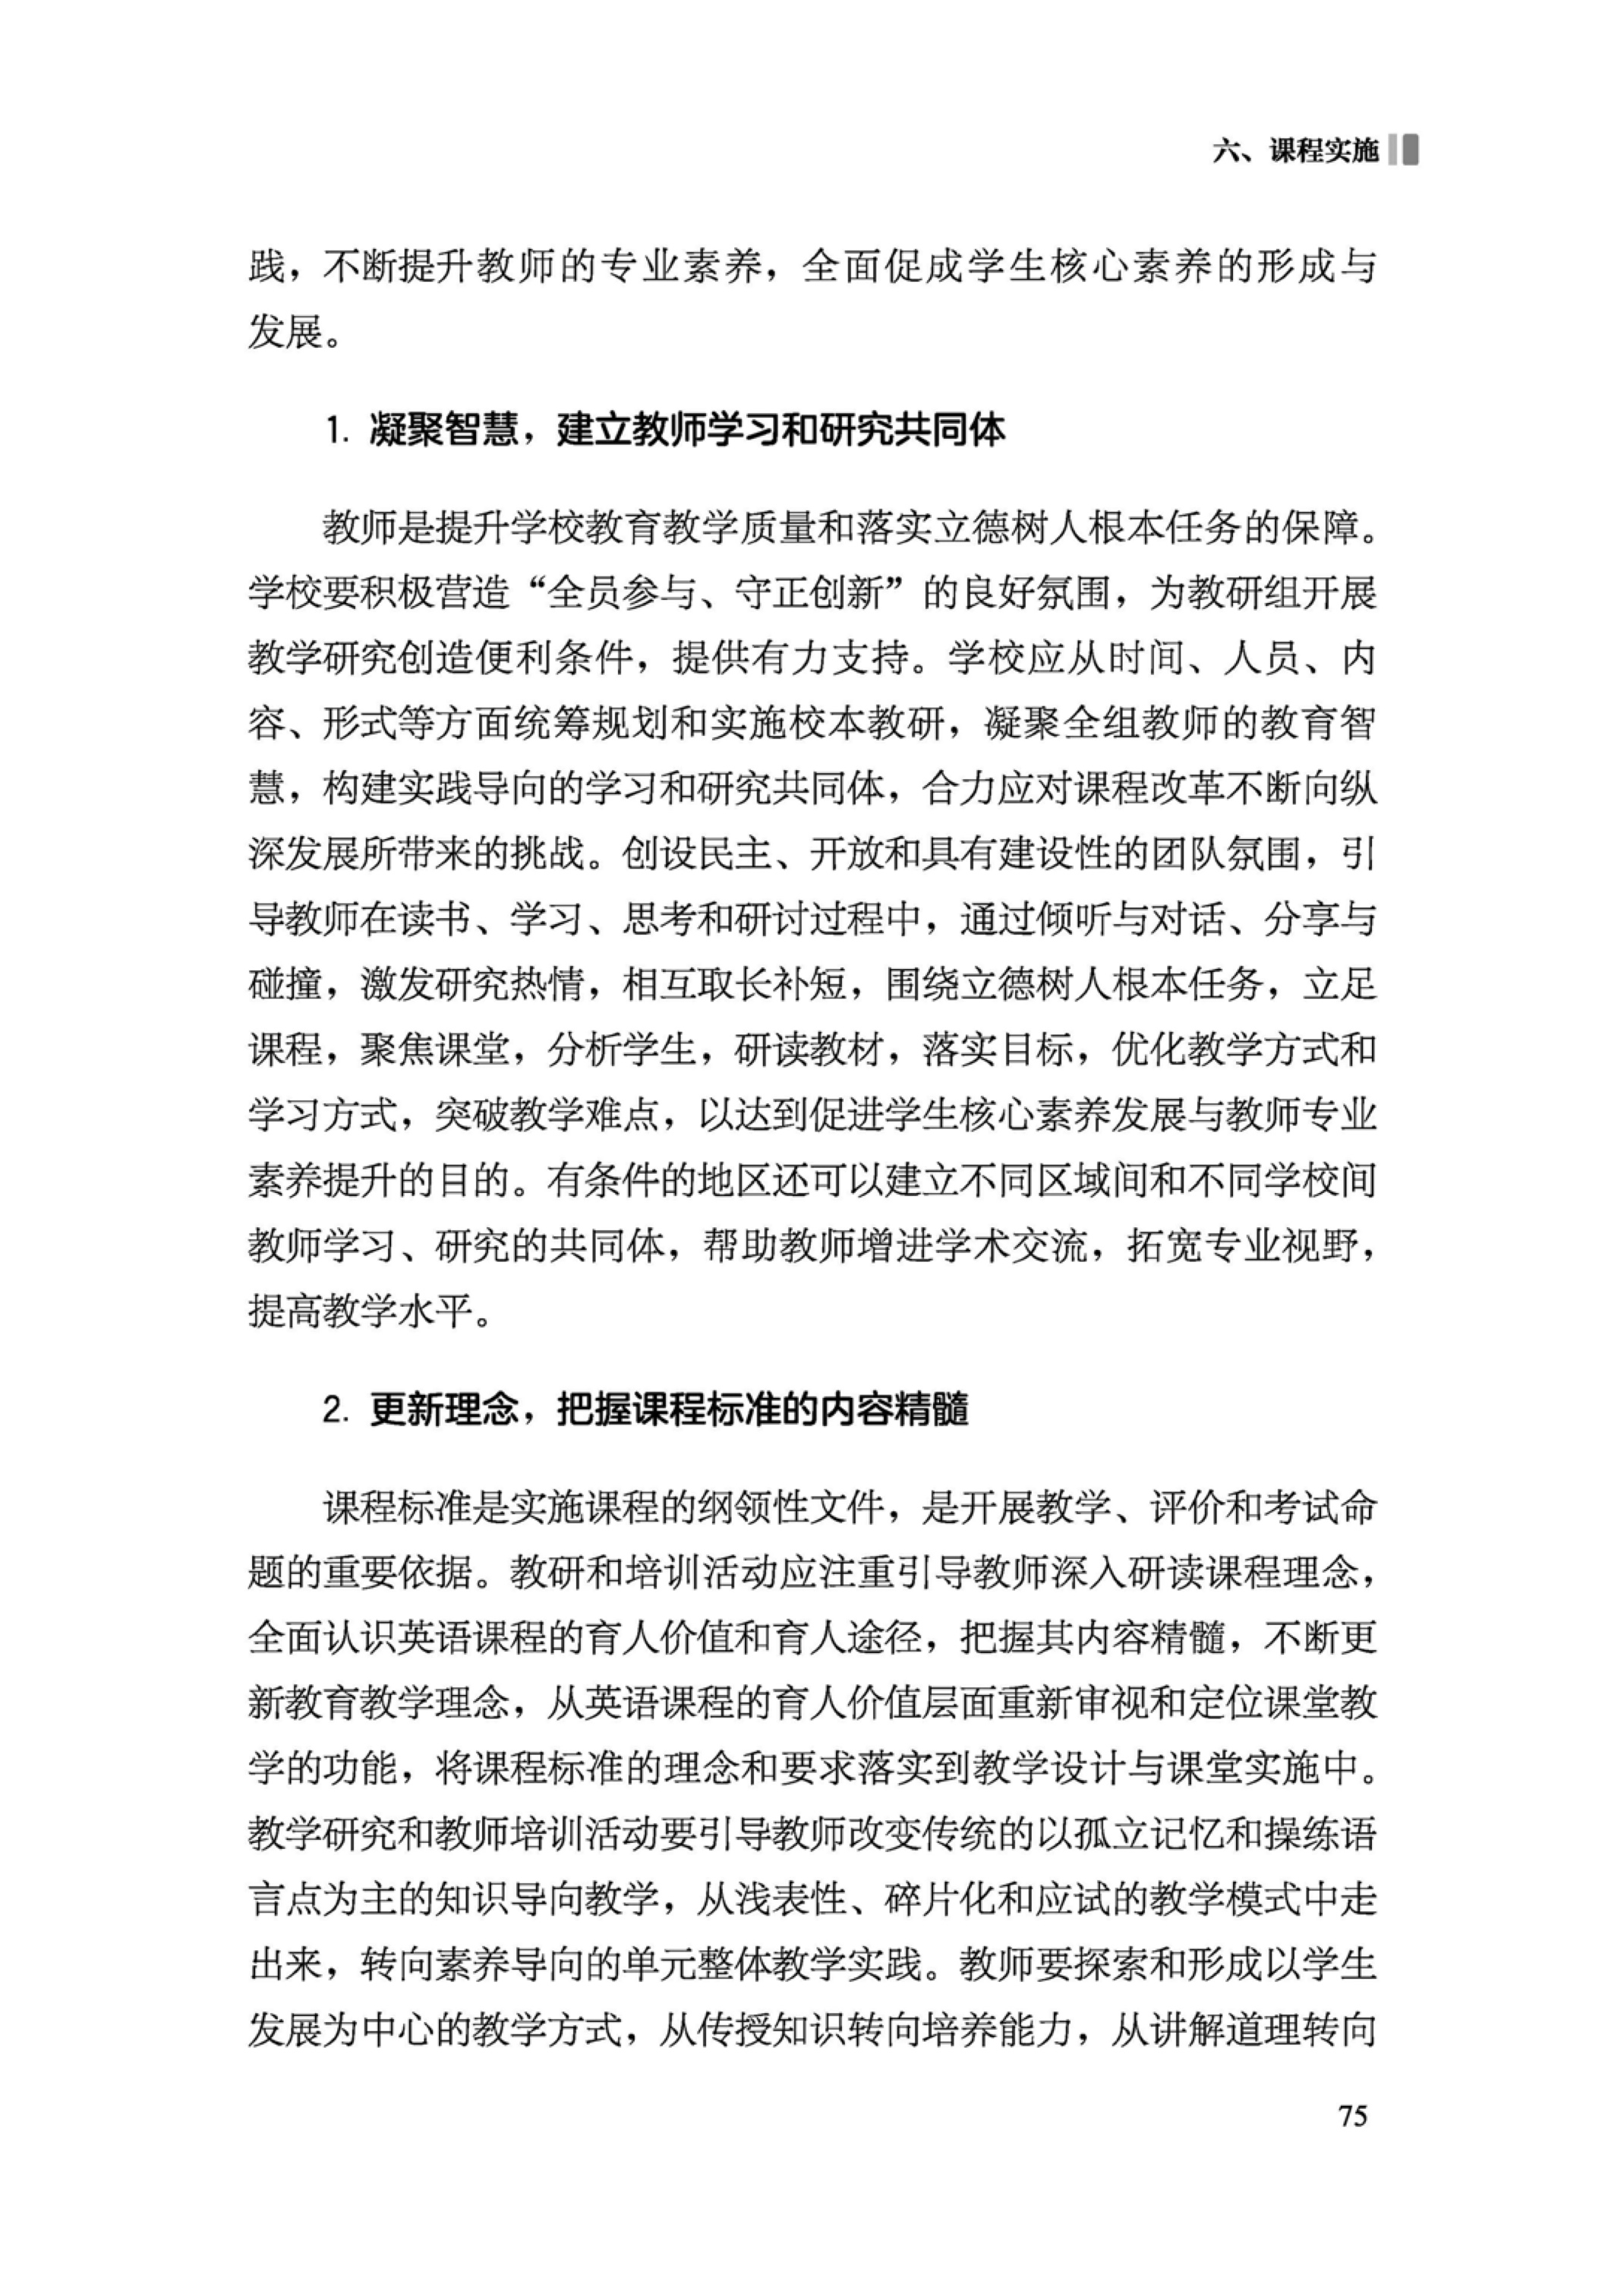 六、课程实施
践，不断提升教师的专业素养，全面促成学生核心素养的形成与
发展。
1. 凝聚智慧，建立教师学习和研究共同体
教师是提升学校教育教学质量和落实立德树人根本任务的保障。
学校要积极营造“全员参与、守正创新”的良好氛围，为教研组开展
教学研究创造便利条件，提供有力支持。学校应从时间、人员、内
容、形式等方面统筹规划和实施校本教研，凝聚全组教师的教育智
慧，构建实践导向的学习和研究共同体，合力应对课程改革不断向纵
深发展所带来的挑战。创设民主、开放和具有建设性的团队氛围，引
导教师在读书、学习、思考和研讨过程中，通过倾听与对话、分享与
碰撞，激发研究热情，相互取长补短，围绕立德树人根本任务，立足
课程，聚焦课堂，分析学生，研读教材，落实目标，优化教学方式和
学习方式，突破教学难点，以达到促进学生核心素养发展与教师专业
素养提升的目的。有条件的地区还可以建立不同区域间和不同学校间
教师学习、研究的共同体，帮助教师增进学术交流，拓宽专业视野，
提高教学水平。
2. 更新理念，把握课程标准的内容精髓
课程标准是实施课程的纲领性文件，是开展教学、评价和考试命
题的重要依据。教研和培训活动应注重引导教师深入研读课程理念，
全面认识英语课程的育人价值和育人途径，把握其内容精髓，不断更
新教育教学理念，从英语课程的育人价值层面重新审视和定位课堂教
学的功能，将课程标准的理念和要求落实到教学设计与课堂实施中。
教学研究和教师培训活动要引导教师改变传统的以孤立记忆和操练语
言点为主的知识导向教学，从浅表性、碎片化和应试的教学模式中走
出来，转向素养导向的单元整体教学实践。教师要探索和形成以学生
发展为中心的教学方式，从传授知识转向培养能力，从讲解道理转向
75